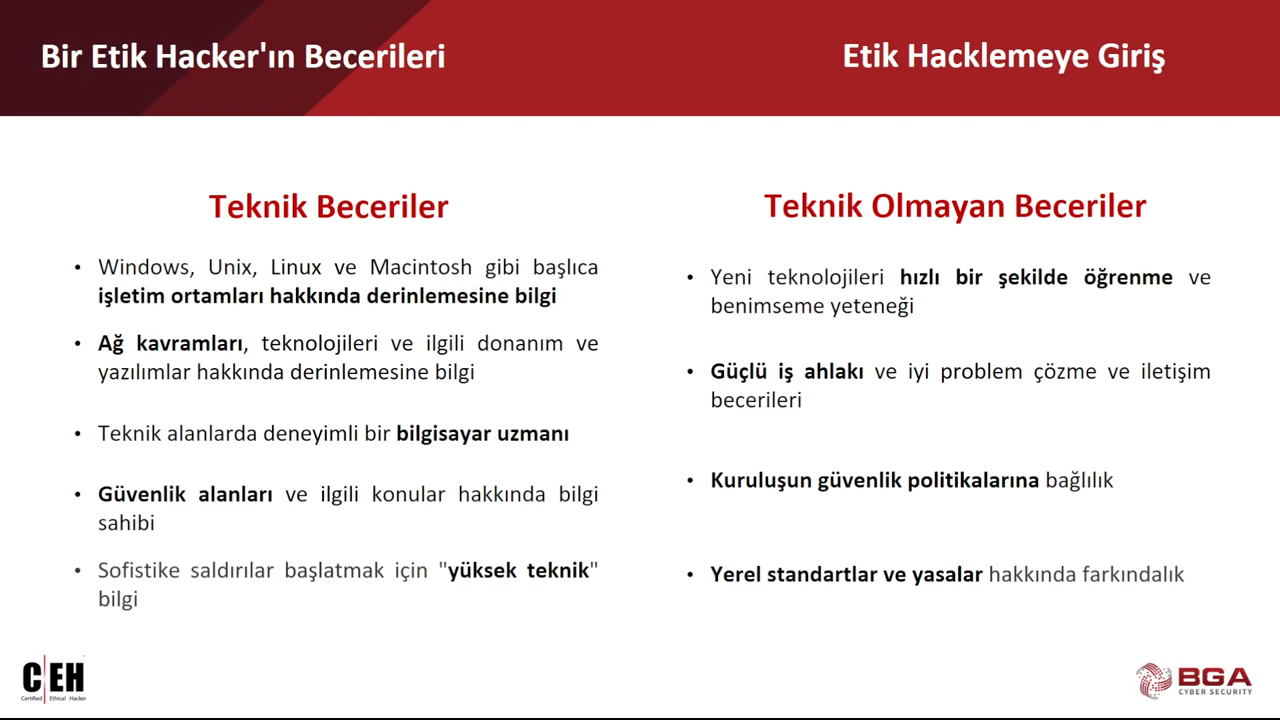 Bir Etik Hacker'ın Becerileri
Etik Hacklemeye Giriş
Teknik Beceriler
• Windows, Unix, Linux ve Macintosh gibi başlıca
işletim ortamları hakkında derinlemesine bilgi
• Ağ kavramları, teknolojileri ve ilgili donanım ve
yazılımlar hakkında derinlemesine bilgi
• Teknik alanlarda deneyimli bir bilgisayar uzmanı
• Güvenlik alanları ve ilgili konular hakkında bilgi
sahibi
• Sofistike saldırılar başlatmak için "yüksek teknik"
bilgi
Teknik Olmayan Beceriler
• Yeni teknolojileri hızlı bir şekilde öğrenme ve
benimseme yeteneği
• Güçlü iş ahlakı ve iyi problem çözme ve iletişim
becerileri
• Kuruluşun güvenlik politikalarına bağlılık
• Yerel standartlar ve yasalar hakkında farkındalık
C|EH
Certified Ethical Hacker
BGA
CYBER SECURITY